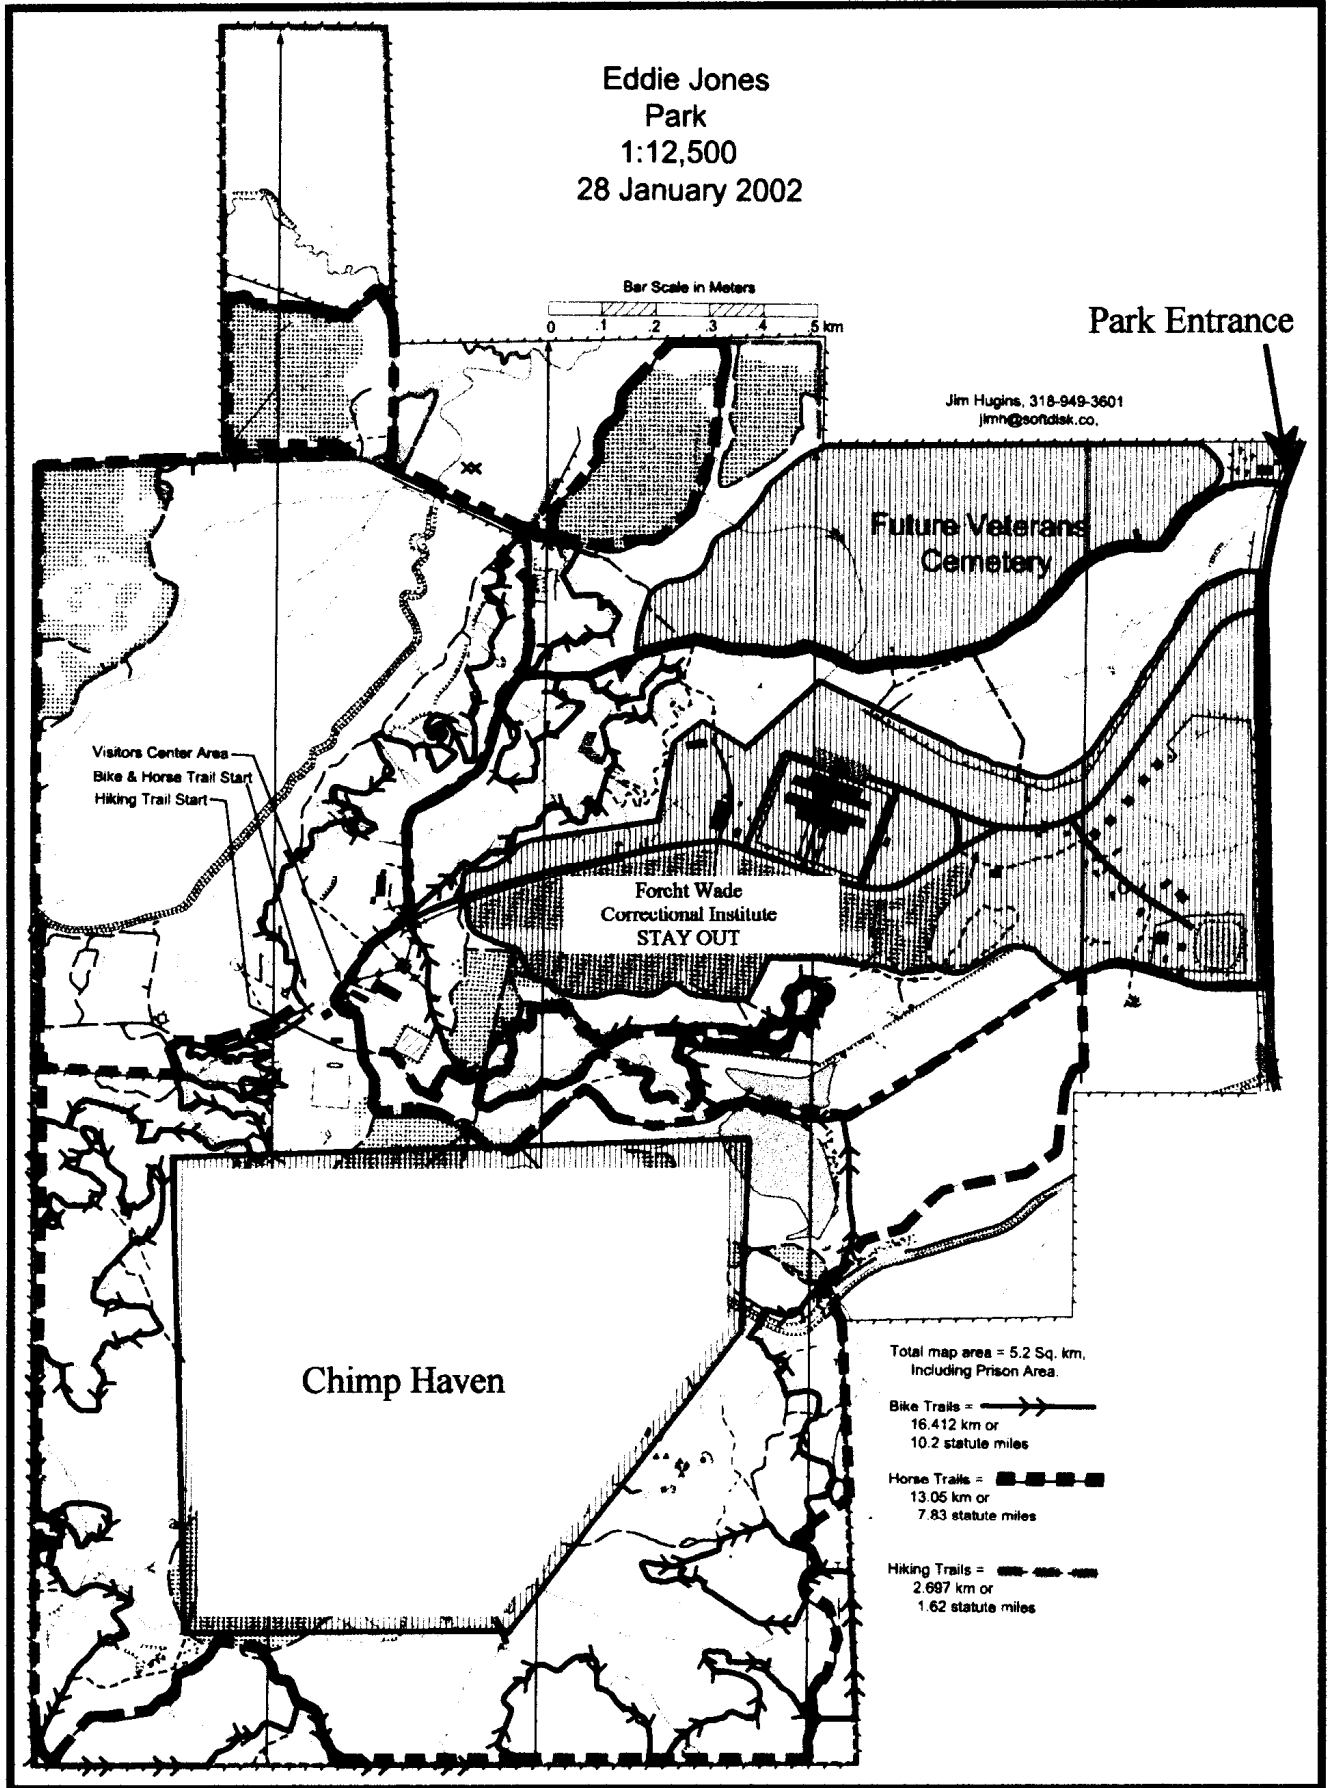 Eddie Jones
Park
1:12,500
28 January 2002
Bar Scale in Meters
0 .1 .2 .3 .4 .5 km
Park Entrance
Jim Hugins, 318-949-3601
jimh@softdisk.co,
XX
Future Veterans
Cemetery
Visitors Center Area
Bike & Horse Trail Start
Hiking Trail Start
Forcht Wade
Correctional Institute
STAY OUT
Chimp Haven
Total map area = 5.2 Sq. km,
Including Prison Area.
Bike Trails =
16.412 km or
10.2 statute miles
Horse Trails =
13.05 km or
7.83 statute miles
Hiking Trails =
2.697 km or
1.62 statute miles